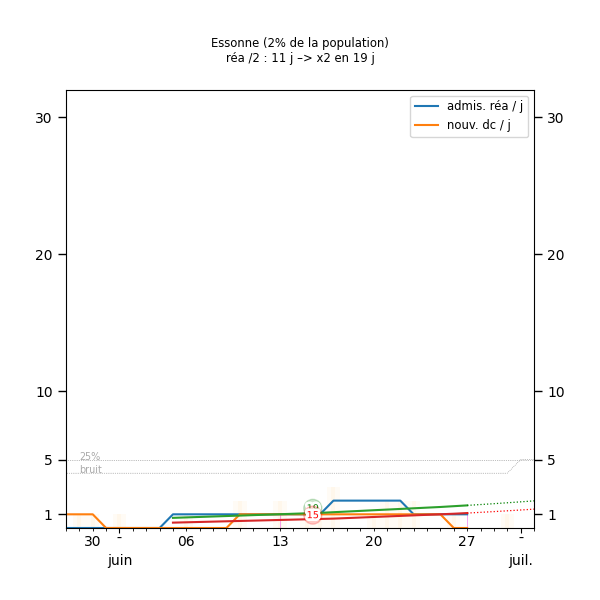 Essonne (2% de la population)
réa /2 : 11 j –> x2 en 19 j
admis. réa / j
nouv. dc / j
30 30
20 20
10 10
5 5
1 1
25%
bruit
19
15
30 - 06 13 20 27 -
juin juil.